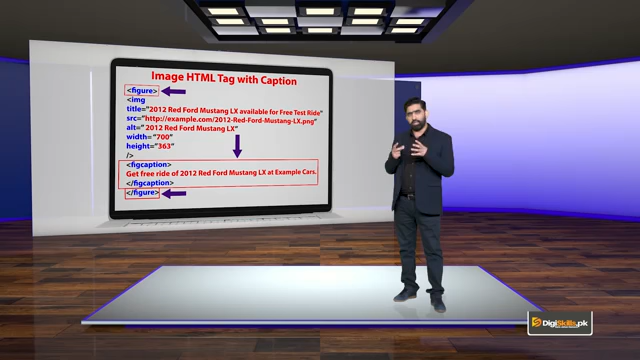 Image HTML Tag with Caption
<figure>
<img
title="2012 Red Ford Mustang LX available for Free Test Ride"
src="http://example.com/2012-Red-Ford-Mustang-LX.png"
alt=" 2012 Red Ford Mustang LX"
width= "700"
height="363"
/>
<figcaption>
Get free ride of 2012 Red Ford Mustang LX at Example Cars.
</figcaption>
</figure>
DigiSkills.pk